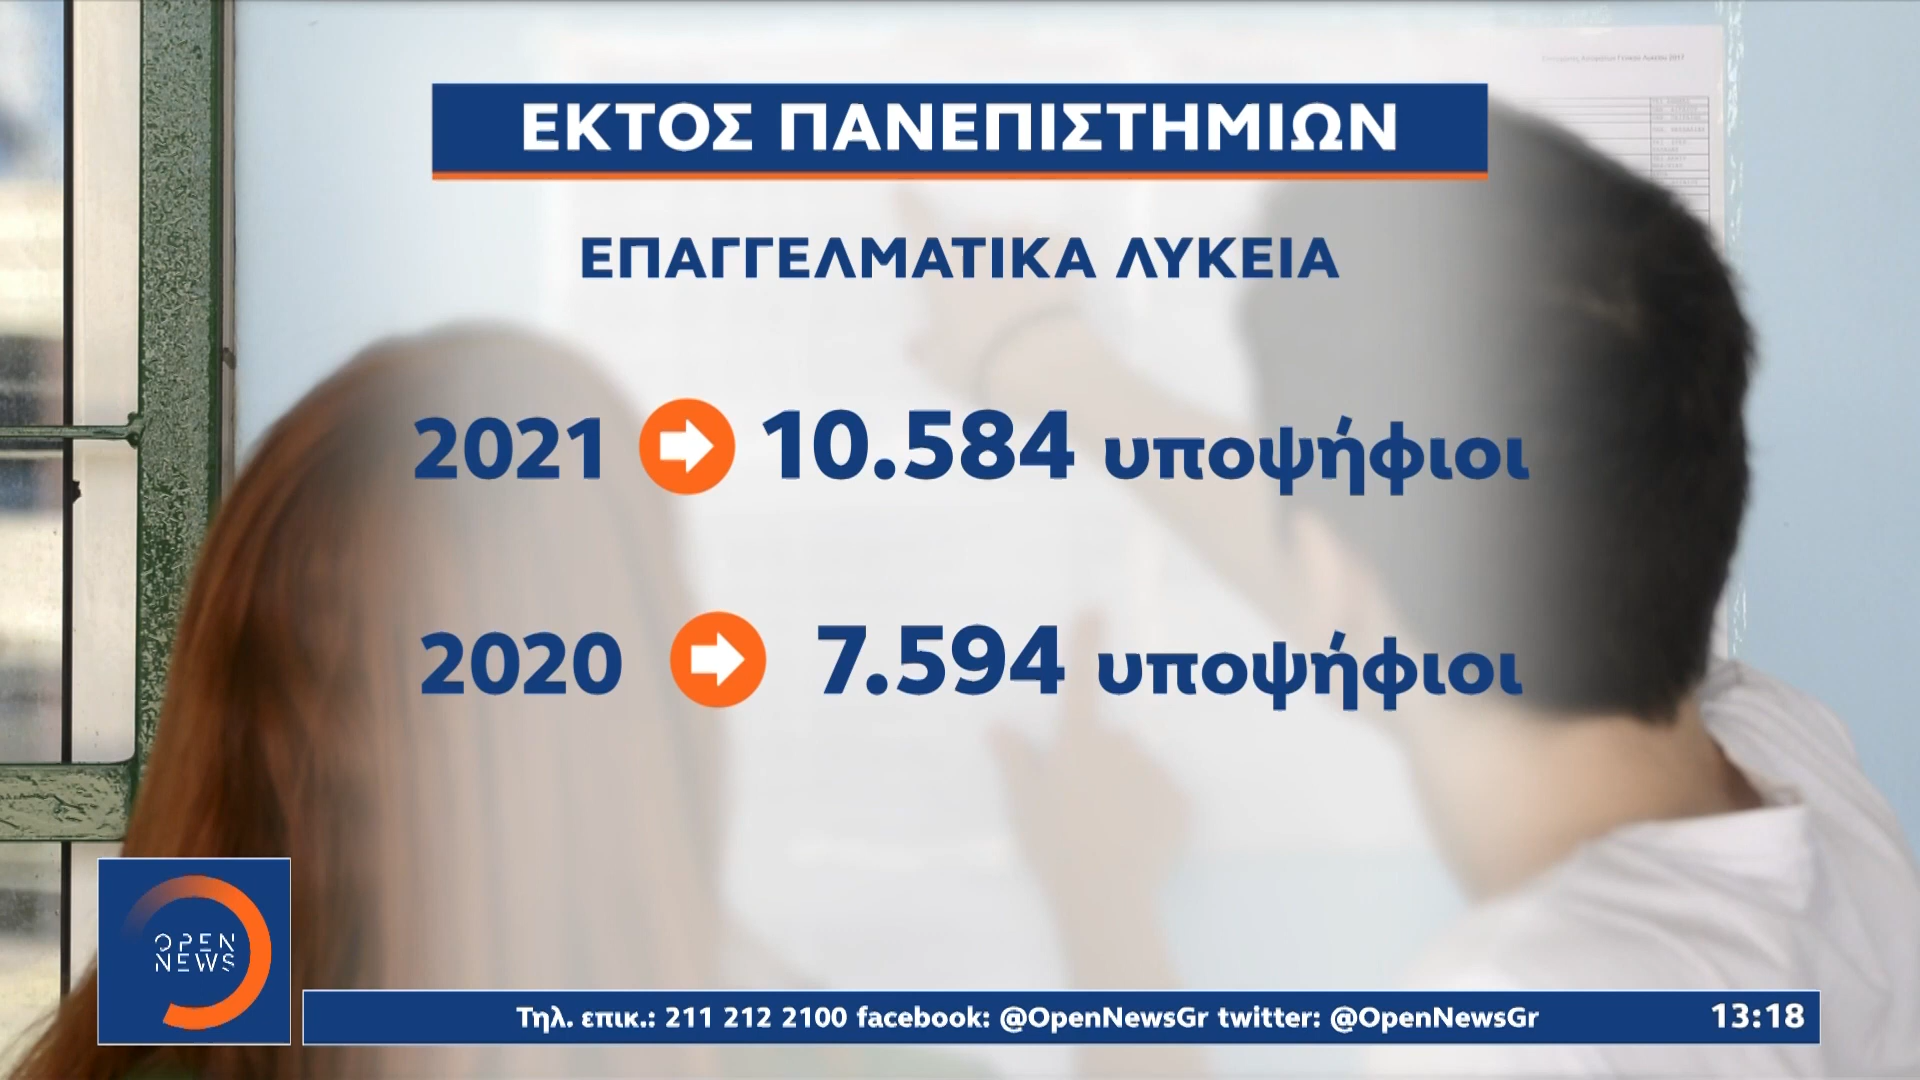 ΕΚΤΟΣ ΠΑΝΕΠΙΣΤΗΜΙΩΝ
ΕΠΑΓΓΕΛΜΑΤΙΚΑ ΛΥΚΕΙΑ
2021 10.584 υποψήφιοι
2020 7.594 υποψήφιοι
OPEN
NEWS
Τηλ. επικ.: 211 212 2100 facebook: @OpenNewsGr twitter: @OpenNewsGr 13:18